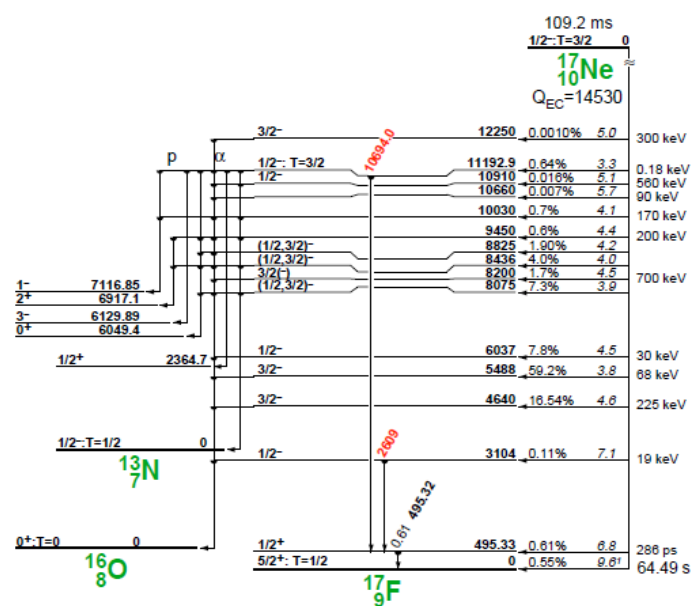 109.2 ms
1/2⁻:T=3/2 0
¹⁷₁₀Ne
≈
Q_EC=14530
3/2⁻ 12250 0.0010% 5.0 300 keV
p α 1/2⁻: T=3/2 10694.0 11192.9 0.64% 3.3 0.18 keV
1/2⁻ 10910 0.016% 5.1 560 keV
10660 0.007% 5.7 90 keV
10030 0.7% 4.1 170 keV
9450 0.6% 4.4 200 keV
(1/2,3/2)⁻ 8825 1.90% 4.2
(1/2,3/2)⁻ 8436 4.0% 4.0
3/2(⁻) 8200 1.7% 4.5 700 keV
(1/2,3/2)⁻ 8075 7.3% 3.9
1⁻ 7116.85
2⁺ 6917.1
3⁻ 6129.89
0⁺ 6049.4
1/2⁻ 6037 7.8% 4.5 30 keV
1/2⁺ 2364.7
3/2⁻ 5488 59.2% 3.8 68 keV
3/2⁻ 4640 16.54% 4.6 225 keV
1/2⁻:T=1/2 0
¹³₇N
2609
1/2⁻ 3104 0.11% 7.1 19 keV
0.61 495.32
0⁺:T=0 0
1/2⁺ 495.33 0.61% 6.8 286 ps
5/2⁺: T=1/2 0 0.55% 9.6¹ 64.49 s
¹⁶₈O
¹⁷₉F